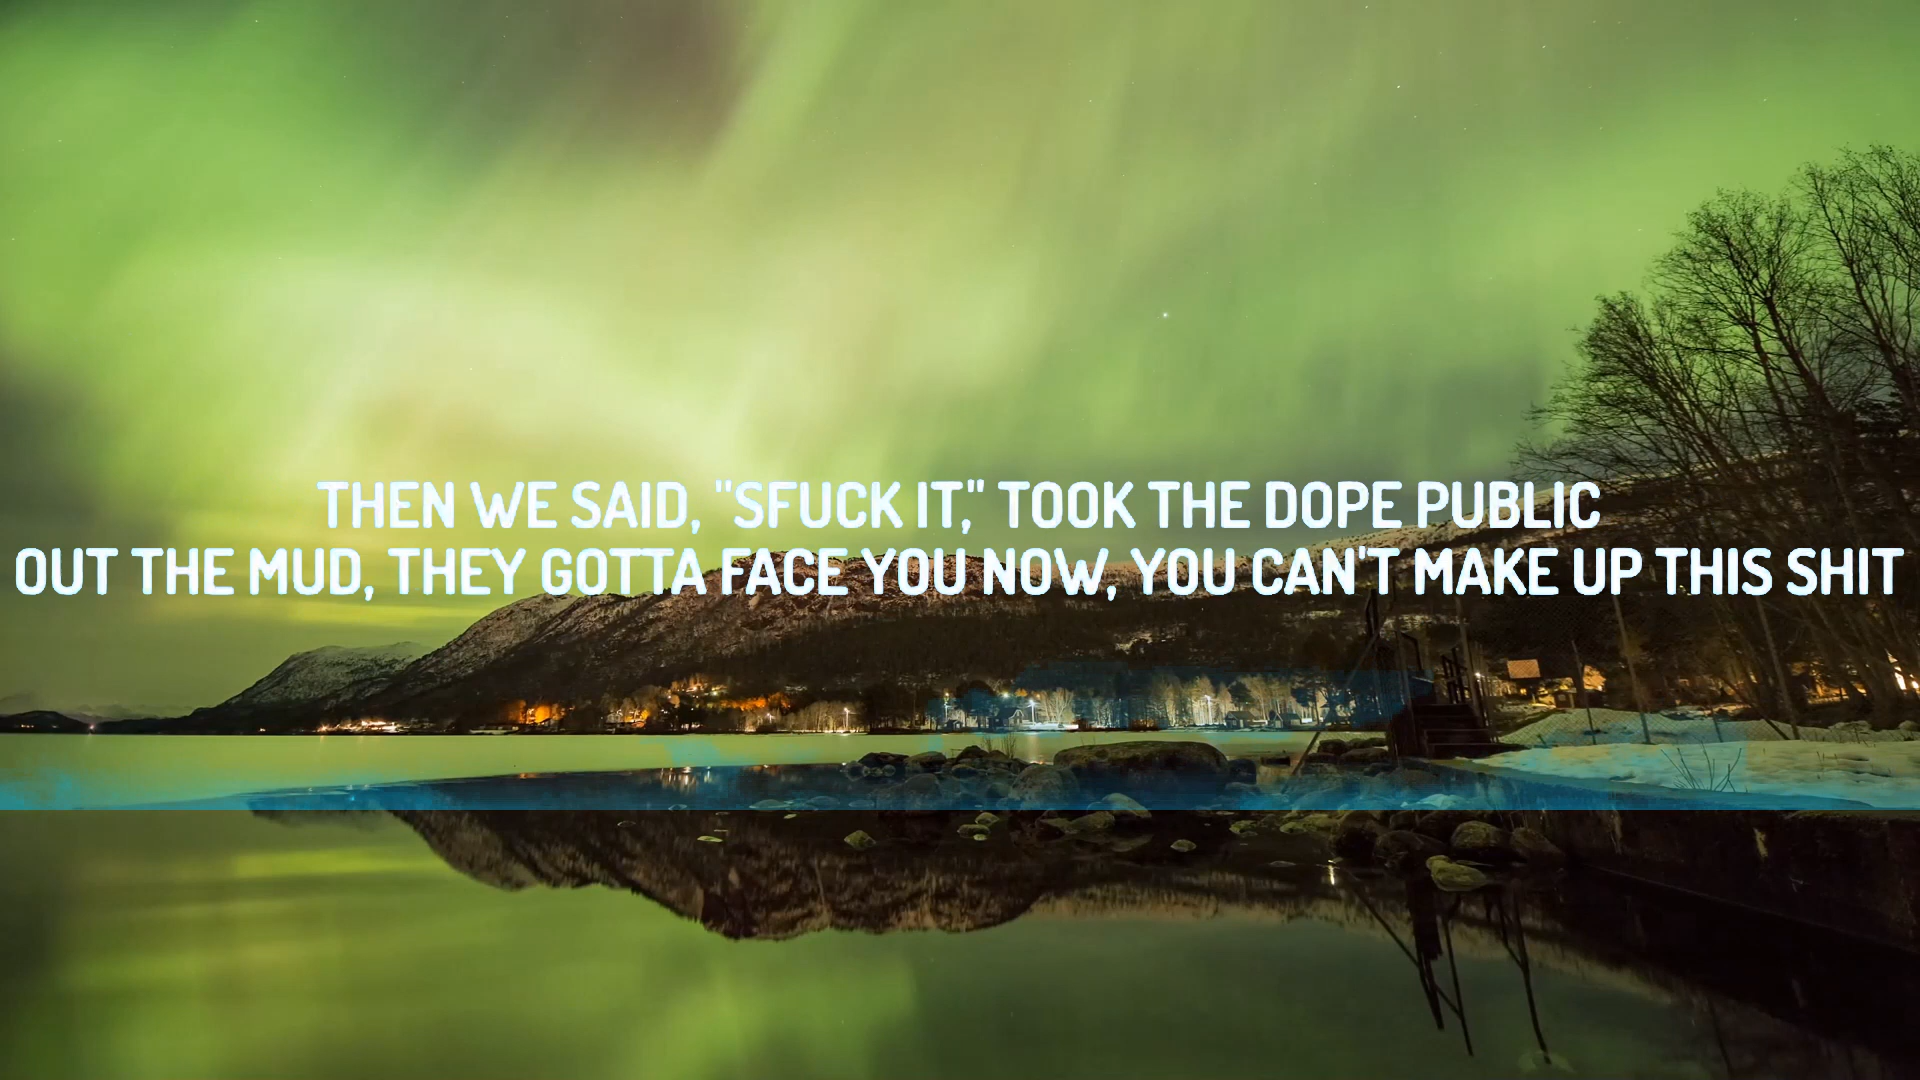 THEN WE SAID, "SFUCK IT," TOOK THE DOPE PUBLIC
OUT THE MUD, THEY GOTTA FACE YOU NOW, YOU CAN'T MAKE UP THIS SHIT